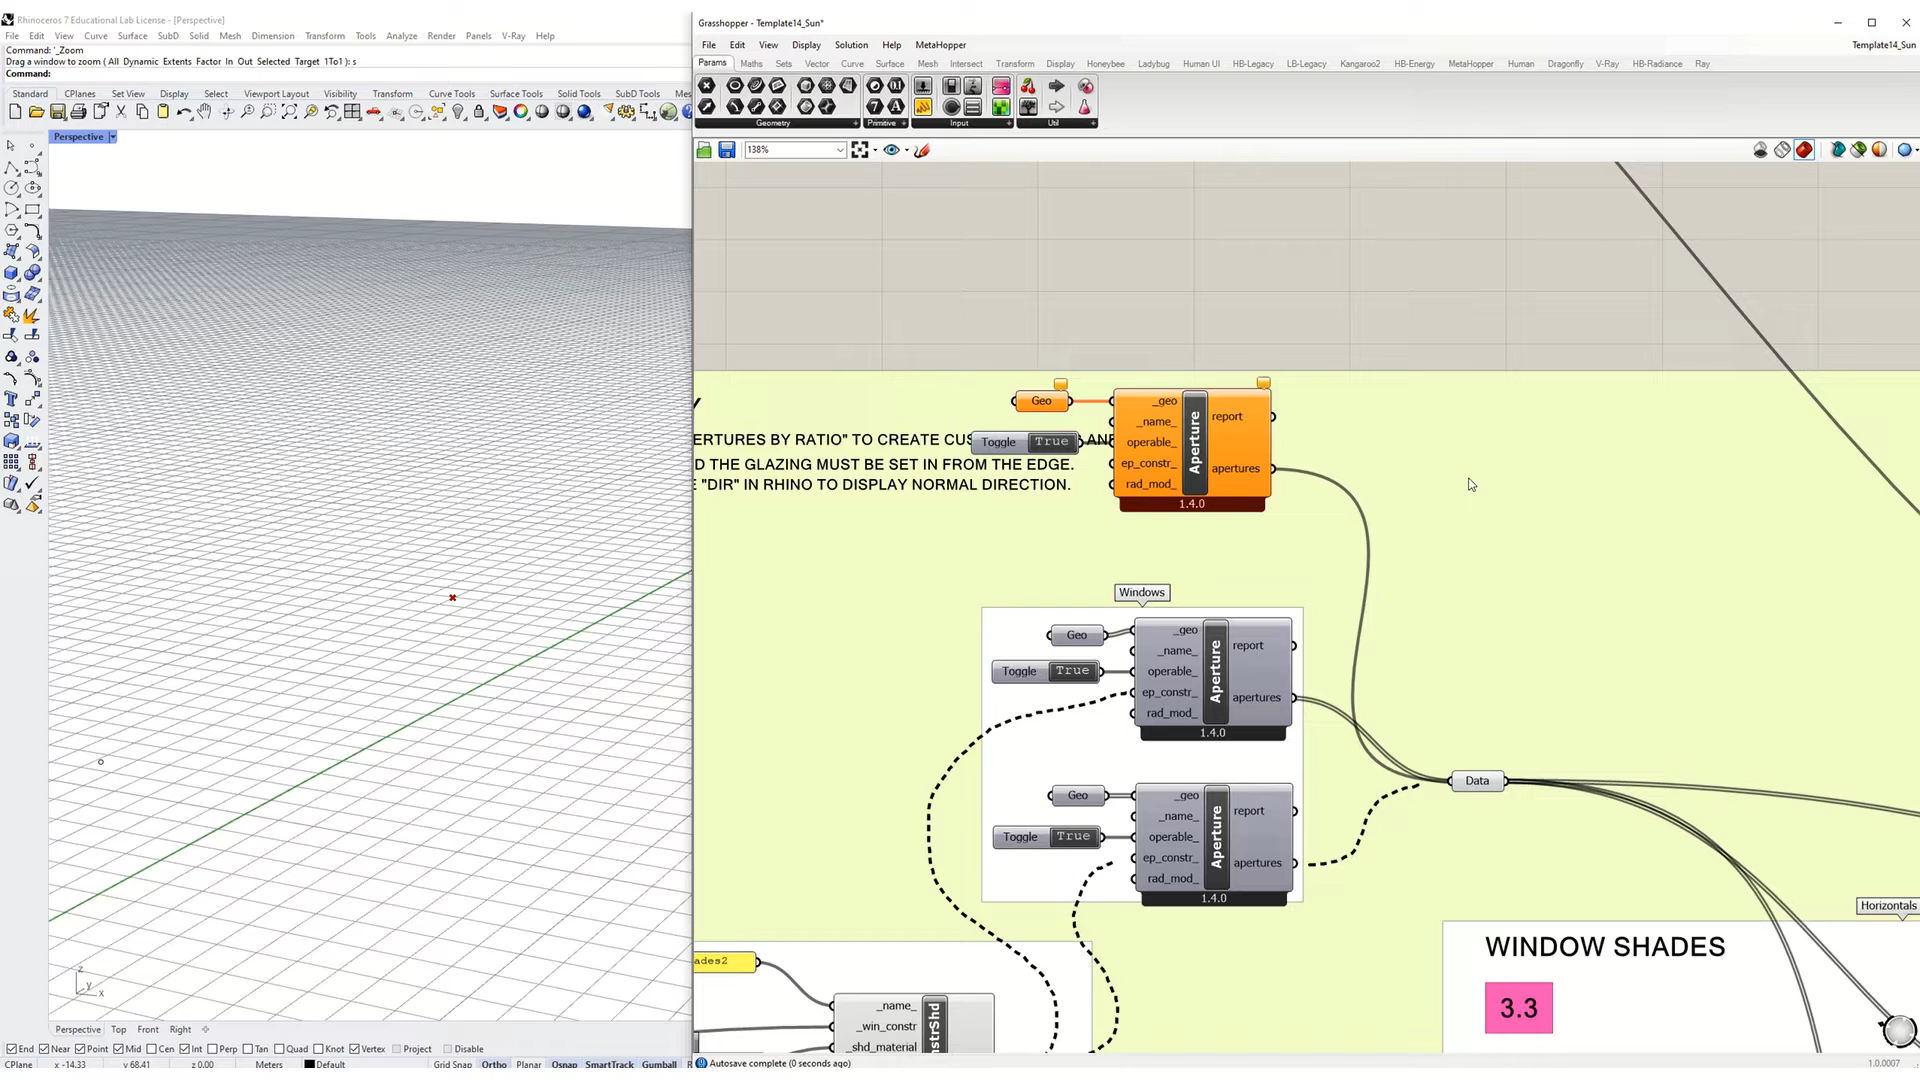 Rhinoceros 7 Educational Lab License - [Perspective]
File Edit View Curve Surface SubD Solid Mesh Dimension Transform Tools Analyze Render Panels V-Ray Help
Command: '_Zoom
Drag a window to zoom ( All Dynamic Extents Factor In Out Selected Target 1To1 ): s
Command:
Standard CPlanes Set View Display Select Viewport Layout Visibility Transform Curve Tools Surface Tools Solid Tools SubD Tools Mes
Perspective
z
y
x
Perspective Top Front Right
End Near Point Mid Cen Int Perp Tan Quad Knot Vertex Project Disable
CPlane x -14.33 y 68.41 z 0.00 Meters Default Grid Snap Ortho Planar Osnap SmartTrack Gumball
Grasshopper - Template14_Sun*
File Edit View Display Solution Help MetaHopper Template14_Sun
Params Maths Sets Vector Curve Surface Mesh Intersect Transform Display Honeybee Ladybug Human UI HB-Legacy LB-Legacy Kangaroo2 HB-Energy MetaHopper Human Dragonfly V-Ray HB-Radiance Ray
Geometry Primitive Input Util
138%
Geo
_geo
_name_
operable_
ep_constr_
rad_mod_
Aperture
report
apertures
1.4.0
Toggle True
ERTURES BY RATIO" TO CREATE CUS
AN
D THE GLAZING MUST BE SET IN FROM THE EDGE.
"DIR" IN RHINO TO DISPLAY NORMAL DIRECTION.
Windows
Geo
Toggle True
_geo
_name_
operable_
ep_constr_
rad_mod_
Aperture
report
apertures
1.4.0
Geo
Toggle True
_geo
_name_
operable_
ep_constr_
rad_mod_
Aperture
report
apertures
1.4.0
Data
Horizontals
WINDOW SHADES
3.3
ades2
_name_
_win_constr
_shd_material
nstrShd
Autosave complete (0 seconds ago)
1.0.0007